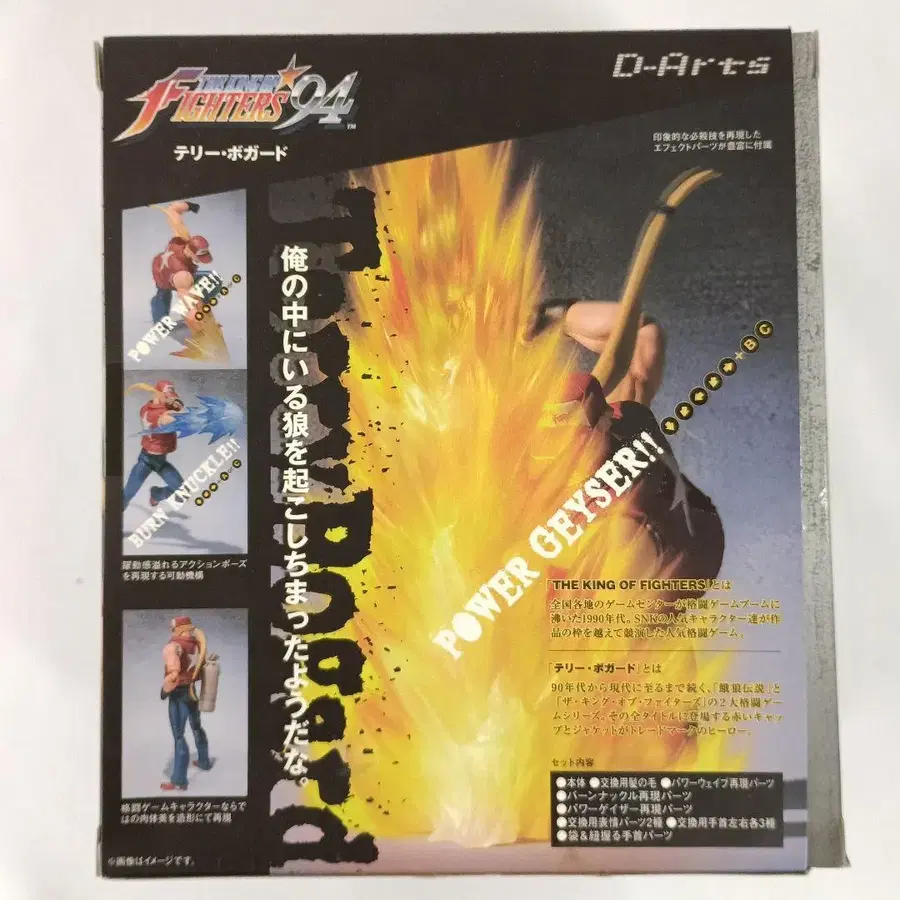 THE KING OF
FIGHTERS'94™
テリー・ボガード
D-Arts
印象的な必殺技を再現した
エフェクトパーツが豊富に付属
POWER WAVE!!
BURN KNUCKLE!!
躍動感溢れるアクションポーズ
を再現する可動機構
格闘ゲームキャラクターなら で
はの肉体美を造形にて再現
※画像はイメージです。
Terry Bogard
俺の中にいる狼を起こしちまったようだな。
POWER GEYSER!!
+BC
「THE KING OF FIGHTERS」とは
全国各地のゲームセンターが格闘ゲームブームに
沸いた1990年代。SNKの人気キャラクター達が作
品の枠を越えて競演した人気格闘ゲーム。
「テリー・ボガード」とは
90年代から現代に至るまで続く、「餓狼伝説」と
「ザ・キング・オブ・ファイターズ」の2大格闘ゲー
ムシリーズ。その全タイトルに登場する赤いキャッ
プとジャケットがトレードマークのヒーロー。
セット内容
●本体 ●交換用髪の毛 ●パワーウェイブ再現パーツ
●バーンナックル再現パーツ
●パワーゲイザー再現パーツ
●交換用表情パーツ2種 ●交換用手首左右各3種
●袋＆紐握る手首パーツ